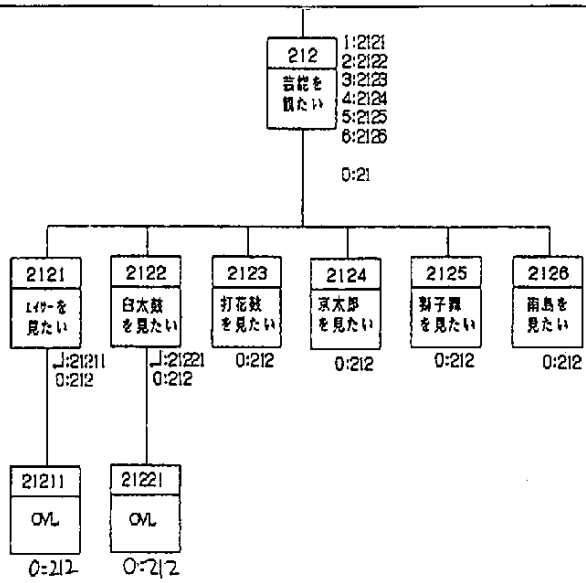 212
芸能を
観たい
1:2121
2:2122
3:2123
4:2124
5:2125
6:2126
0:21
2121
エイサーを
見たい
↲:21211
0:212
2122
臼太鼓
を見たい
↲:21221
0:212
2123
打花鼓
を見たい
0:212
2124
京太郎
を見たい
0:212
2125
獅子舞
を見たい
0:212
2126
南島を
見たい
0:212
21211
OVL
0=212
21221
OVL
0=212